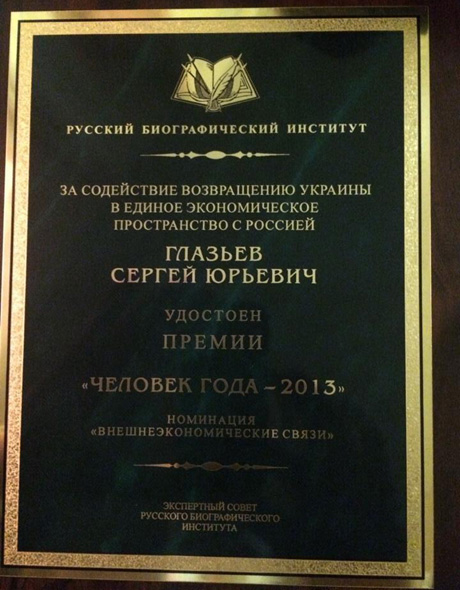 РУССКИЙ БИОГРАФИЧЕСКИЙ ИНСТИТУТ
ЗА СОДЕЙСТВИЕ ВОЗВРАЩЕНИЮ УКРАИНЫ
В ЕДИНОЕ ЭКОНОМИЧЕСКОЕ
ПРОСТРАНСТВО С РОССИЕЙ
ГЛАЗЬЕВ
СЕРГЕЙ ЮРЬЕВИЧ
УДОСТОЕН
ПРЕМИИ
«ЧЕЛОВЕК ГОДА – 2013»
НОМИНАЦИЯ
«ВНЕШНЕЭКОНОМИЧЕСКИЕ СВЯЗИ»
ЭКСПЕРТНЫЙ СОВЕТ
РУССКОГО БИОГРАФИЧЕСКОГО
ИНСТИТУТА